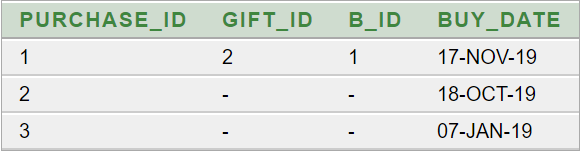 PURCHASE_ID GIFT_ID B_ID BUY_DATE
1 2 1 17-NOV-19
2 - - 18-OCT-19
3 - - 07-JAN-19